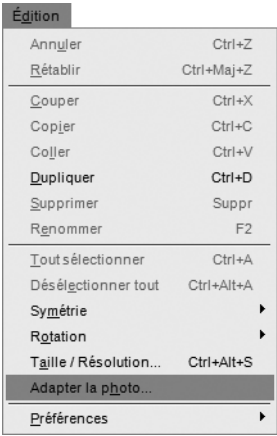 Édition
Annuler Ctrl+Z
Rétablir Ctrl+Maj+Z
Couper Ctrl+X
Copier Ctrl+C
Coller Ctrl+V
Dupliquer Ctrl+D
Supprimer Suppr
Renommer F2
Tout sélectionner Ctrl+A
Désélectionner tout Ctrl+Alt+A
Symétrie
Rotation
Taille / Résolution... Ctrl+Alt+S
Adapter la photo...
Préférences